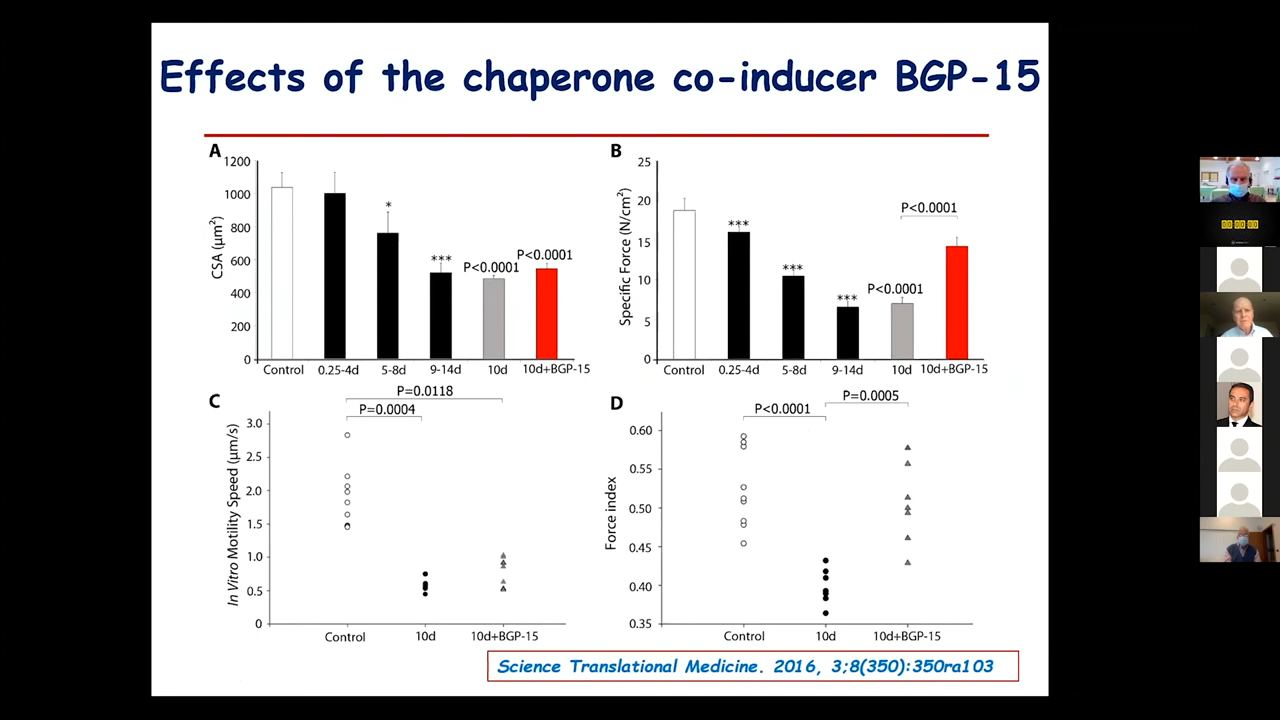 Effects of the chaperone co-inducer BGP-15
A
1200
1000
800
600
400
200
0
CSA (µm²)
*
***
P<0.0001
P<0.0001
Control
0.25-4d
5-8d
9-14d
10d
10d+BGP-15
B
25
20
15
10
5
0
Specific Force (N/cm²)
***
***
***
P<0.0001
P<0.0001
Control
0.25-4d
5-8d
9-14d
10d
10d+BGP-15
C
P=0.0118
P=0.0004
3.0
2.5
2.0
1.5
1.0
0.5
0
In Vitro Motility Speed (µm/s)
Control
10d
10d+BGP-15
D
P=0.0005
P<0.0001
0.60
0.55
0.50
0.45
0.40
0.35
Force index
Control
10d
10d+BGP-15
Science Translational Medicine. 2016, 3;8(350):350ra103
00:00:00